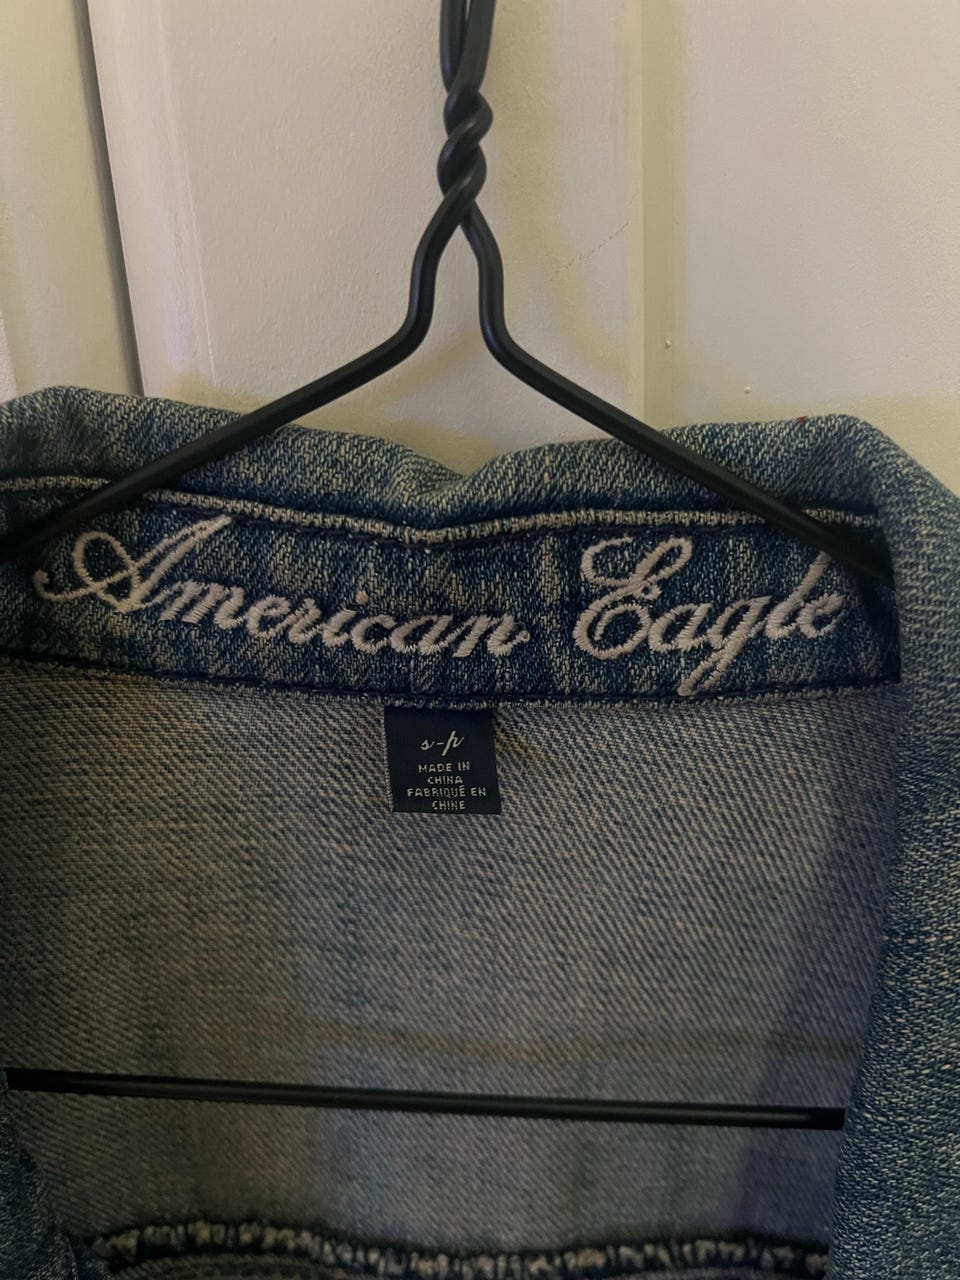 American Eagle
s-p
MADE IN
CHINA
FABRIQUÉ EN
CHINE